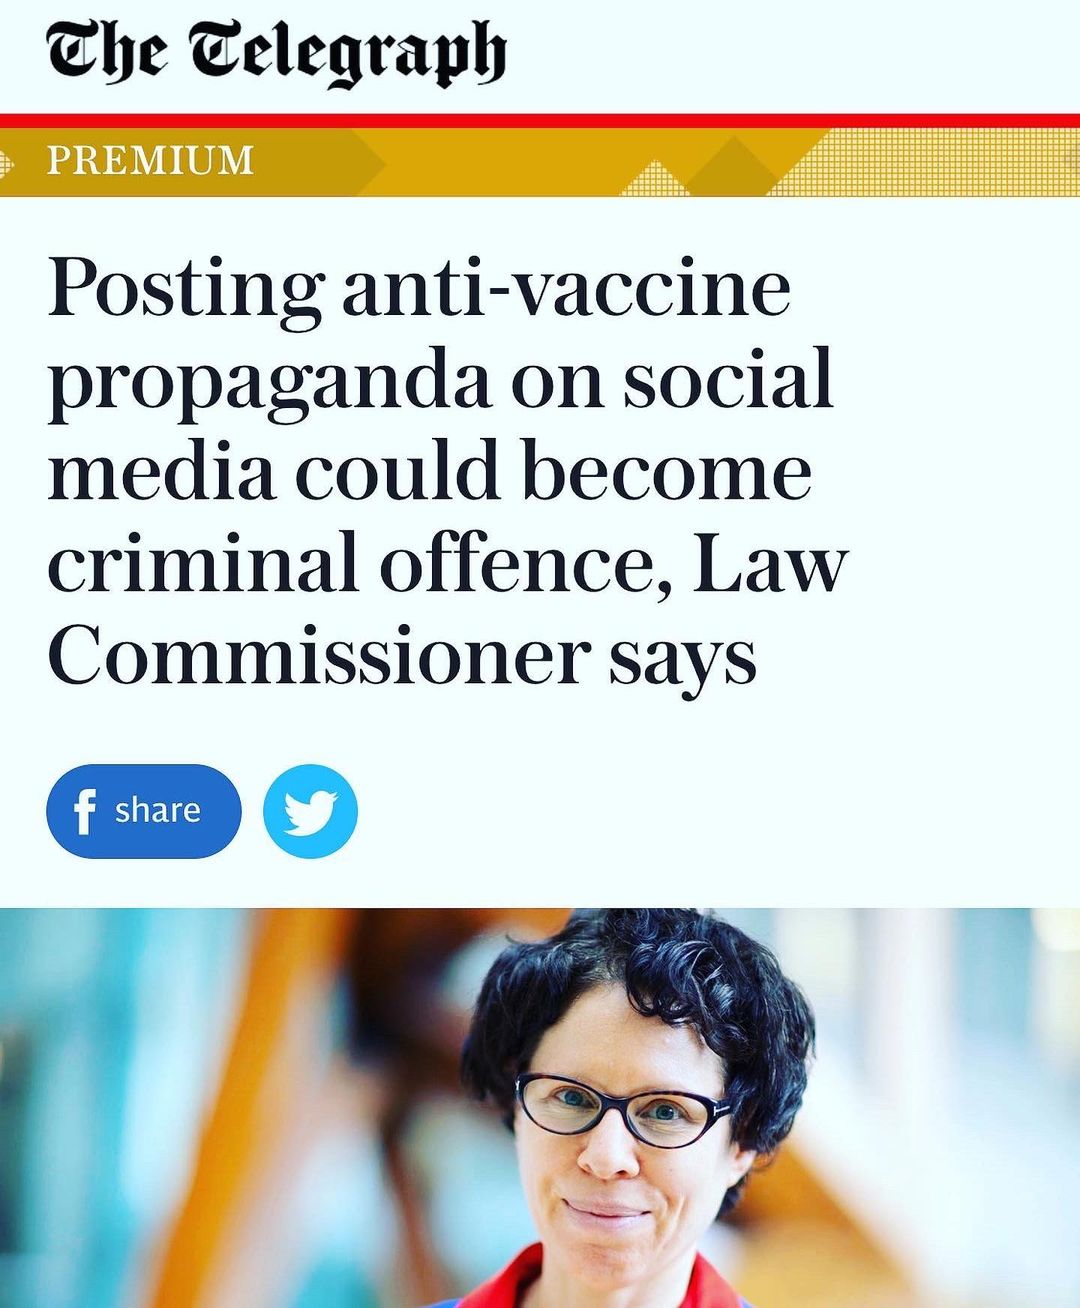 The Telegraph
PREMIUM
Posting anti-vaccine
propaganda on social
media could become
criminal offence, Law
Commissioner says
f share